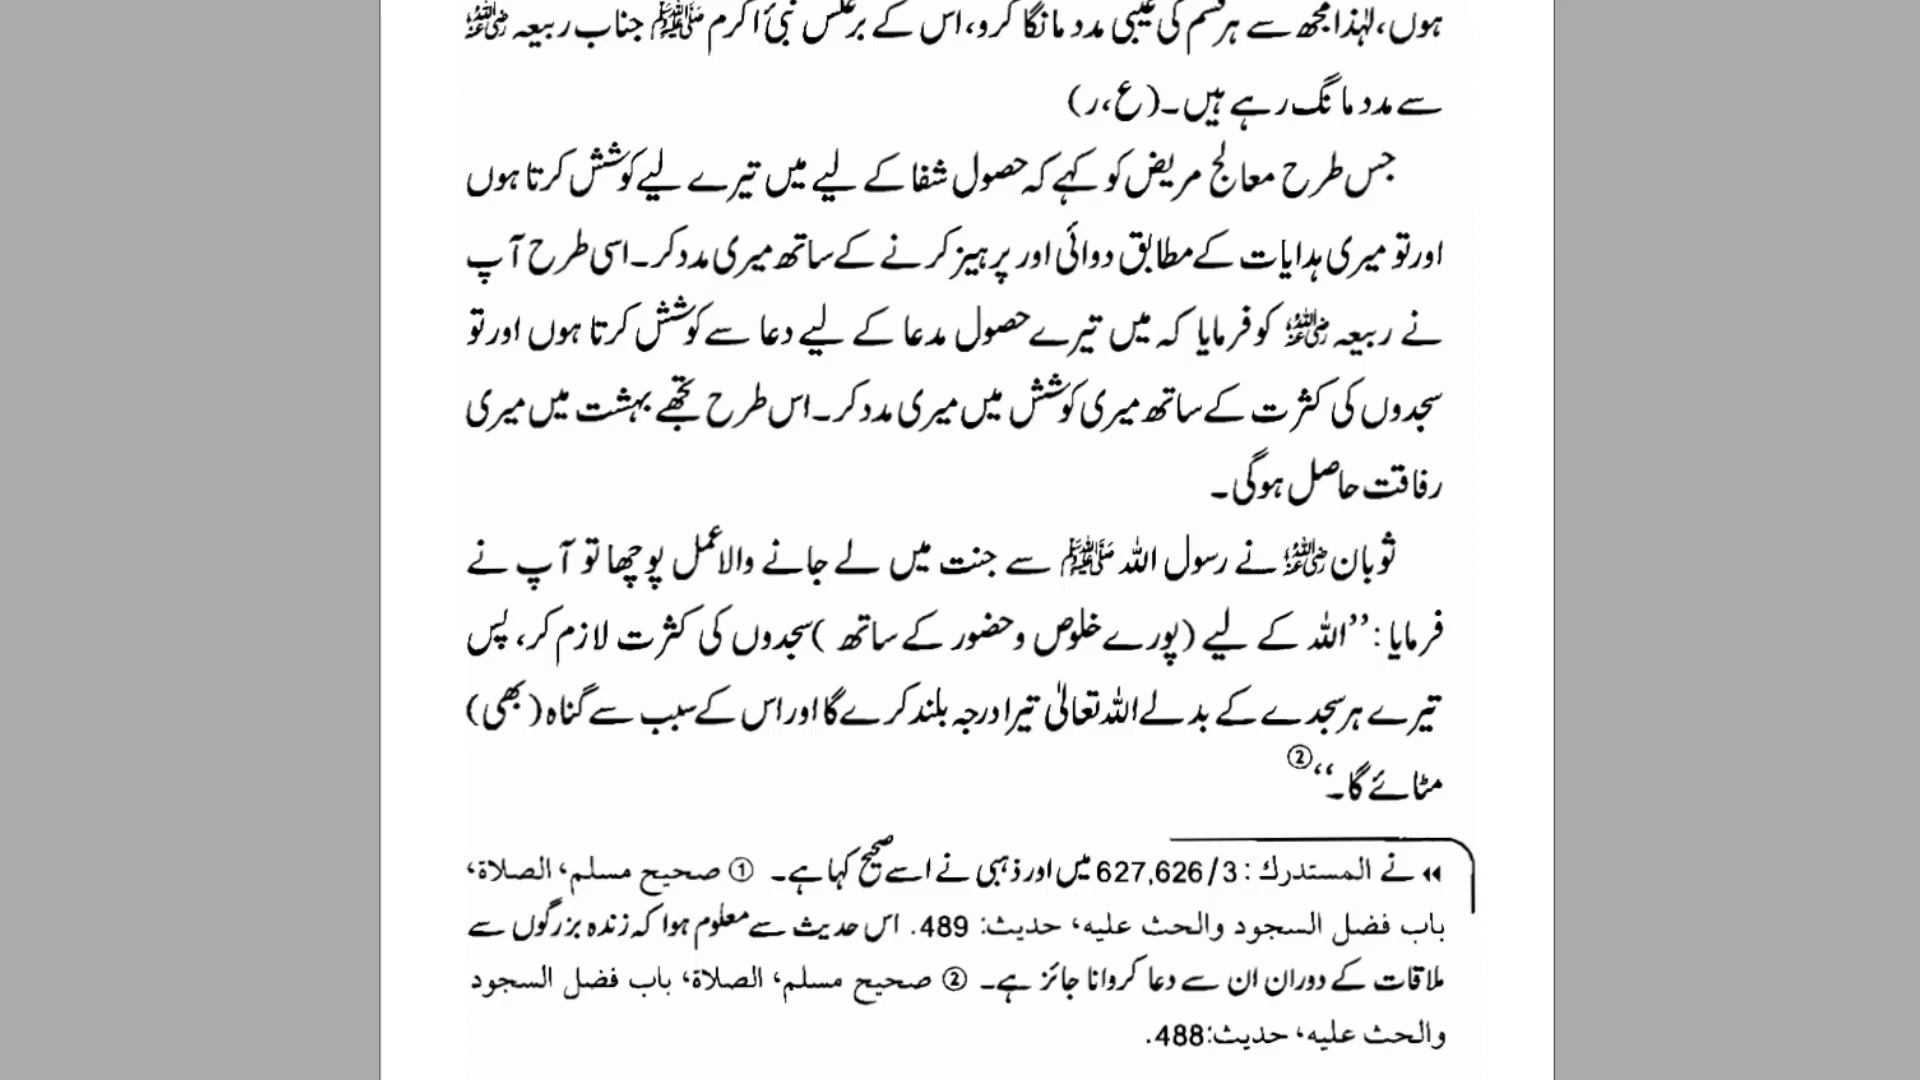 ہوں، لہٰذا مجھ سے ہر قسم کی غیبی مدد مانگا کرو، اس کے برعکس نبیٔ اکرم ﷺ جناب ربیعہ رضی اللہ عنہ
سے مدد مانگ رہے ہیں۔ (ع، ر)
جس طرح معالج مریض کو کہے کہ حصول شفا کے لیے میں تیرے لیے کوشش کرتا ہوں
اور تو میری ہدایات کے مطابق دوائی اور پرہیز کرنے کے ساتھ میری مدد کر۔ اسی طرح آپ
نے ربیعہ رضی اللہ عنہ کو فرمایا کہ میں تیرے حصول مدعا کے لیے دعا سے کوشش کرتا ہوں اور تو
سجدوں کی کثرت کے ساتھ میری کوشش میں میری مدد کر۔ اس طرح تجھے بہشت میں میری
رفاقت حاصل ہوگی۔
ثوبان رضی اللہ عنہ نے رسول اللہ ﷺ سے جنت میں لے جانے والا عمل پوچھا تو آپ نے
فرمایا: ’’اللہ کے لیے (پورے خلوص و حضور کے ساتھ) سجدوں کی کثرت لازم کر، پس
تیرے ہر سجدے کے بدلے اللہ تعالیٰ تیرا درجہ بلند کرے گا اور اس کے سبب سے گناہ (بھی)
مٹائے گا۔‘‘ ②
◄◄ نے المستدرك: 627,626/3 میں اور ذہبی نے اسے صحیح کہا ہے۔ ① صحيح مسلم، الصلاة،
باب فضل السجود والحث عليه، حديث: 489. اس حدیث سے معلوم ہوا کہ زندہ بزرگوں سے
ملاقات کے دوران ان سے دعا کروانا جائز ہے۔ ② صحيح مسلم، الصلاة، باب فضل السجود
والحث عليه، حديث:488.